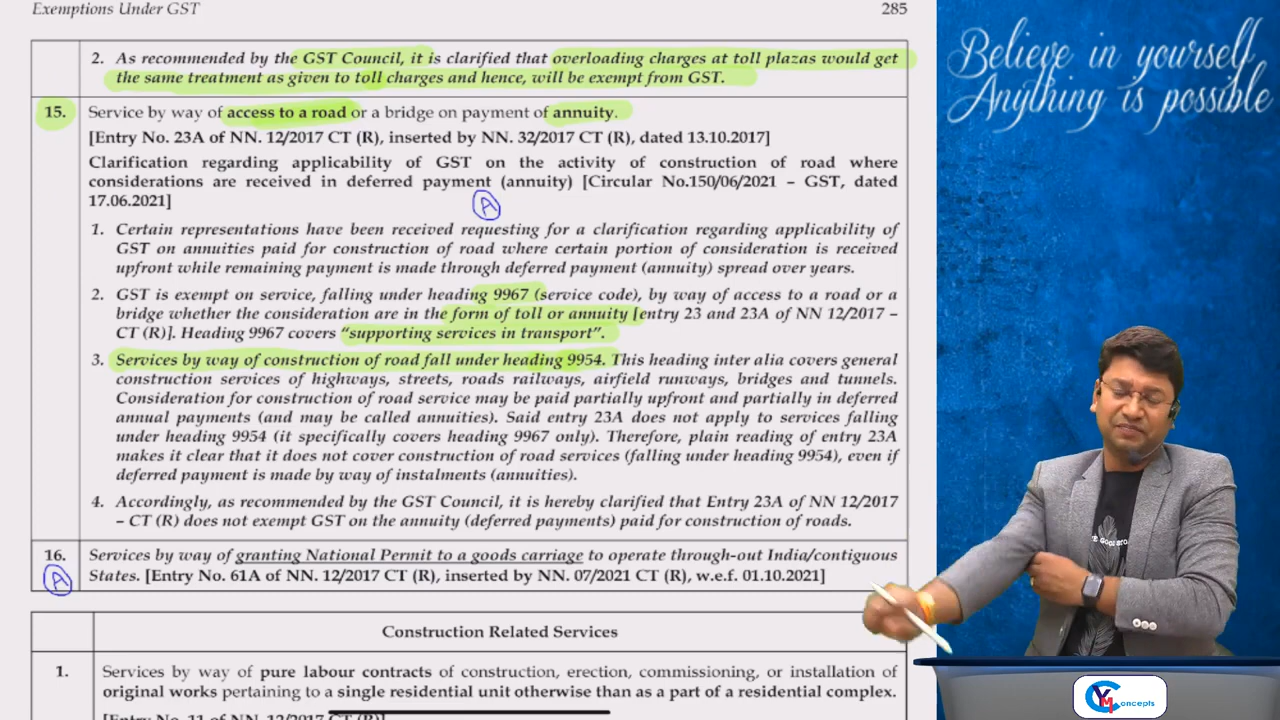 Exemptions Under GST 285
2. As recommended by the GST Council, it is clarified that overloading charges at toll plazas would get
the same treatment as given to toll charges and hence, will be exempt from GST.
15. Service by way of access to a road or a bridge on payment of annuity.
[Entry No. 23A of NN. 12/2017 CT (R), inserted by NN. 32/2017 CT (R), dated 13.10.2017]
Clarification regarding applicability of GST on the activity of construction of road where
considerations are received in deferred payment (annuity) [Circular No.150/06/2021 – GST, dated
17.06.2021]
A
1. Certain representations have been received requesting for a clarification regarding applicability of
GST on annuities paid for construction of road where certain portion of consideration is received
upfront while remaining payment is made through deferred payment (annuity) spread over years.
2. GST is exempt on service, falling under heading 9967 (service code), by way of access to a road or a
bridge whether the consideration are in the form of toll or annuity [entry 23 and 23A of NN 12/2017 –
CT (R)]. Heading 9967 covers “supporting services in transport”.
3. Services by way of construction of road fall under heading 9954. This heading inter alia covers general
construction services of highways, streets, roads railways, airfield runways, bridges and tunnels.
Consideration for construction of road service may be paid partially upfront and partially in deferred
annual payments (and may be called annuities). Said entry 23A does not apply to services falling
under heading 9954 (it specifically covers heading 9967 only). Therefore, plain reading of entry 23A
makes it clear that it does not cover construction of road services (falling under heading 9954), even if
deferred payment is made by way of instalments (annuities).
4. Accordingly, as recommended by the GST Council, it is hereby clarified that Entry 23A of NN 12/2017
– CT (R) does not exempt GST on the annuity (deferred payments) paid for construction of roads.
16. Services by way of granting National Permit to a goods carriage to operate through-out India/contiguous
A States. [Entry No. 61A of NN. 12/2017 CT (R), inserted by NN. 07/2021 CT (R), w.e.f. 01.10.2021]
Construction Related Services
1. Services by way of pure labour contracts of construction, erection, commissioning, or installation of
original works pertaining to a single residential unit otherwise than as a part of a residential complex.
[Entry No. 11 of NN. 12/2017 CT (R)]
Believe in yourself
Anything is possible
YM Concepts